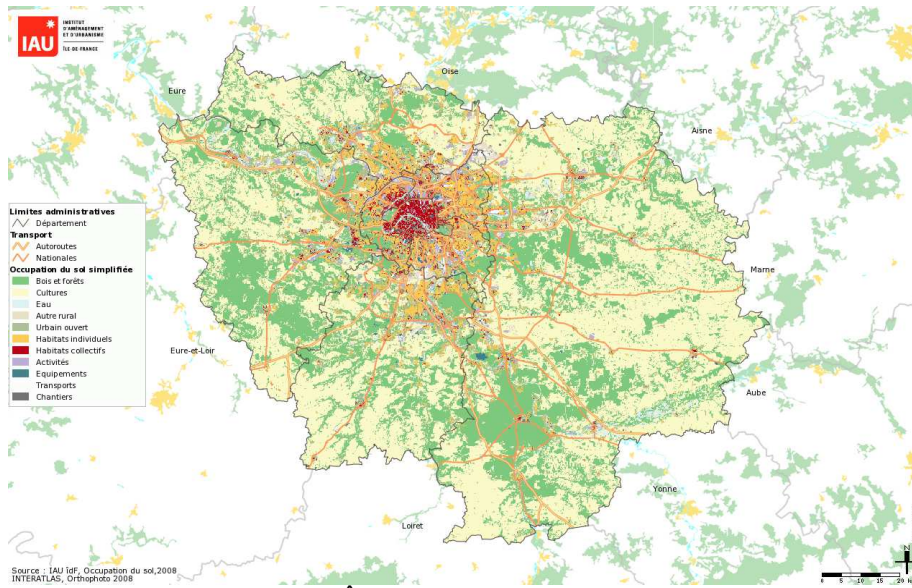 IAU
INSTITUT
D'AMÉNAGEMENT
ET D'URBANISME
ÎLE-DE-FRANCE
Oise
Eure
Aisne
Limites administratives
Département
Transport
Autoroutes
Nationales
Occupation du sol simplifiée
Bois et forêts
Cultures
Eau
Autre rural
Urbain ouvert
Habitats individuels
Habitats collectifs
Activités
Equipements
Transports
Chantiers
Marne
Eure-et-Loir
Aube
Yonne
Loiret
N
Source : IAU îdF, Occupation du sol,2008
INTERATLAS, Orthophoto 2008
0 5 10 15 20